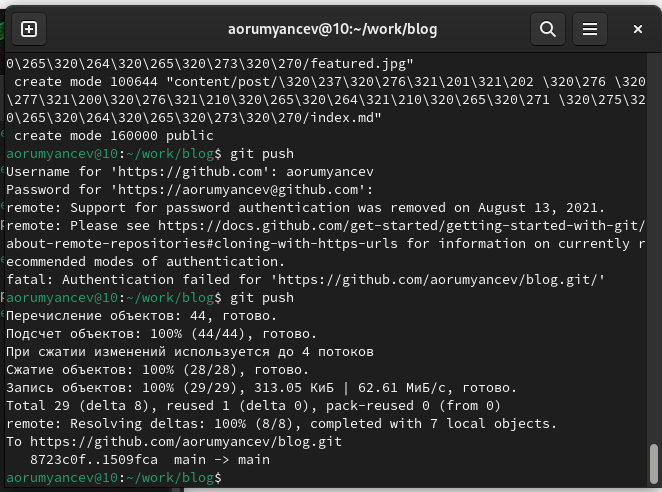 aorumyancev@10:~/work/blog
0\265\320\264\320\265\320\273\320\270/featured.jpg"
create mode 100644 "content/post/\320\237\320\276\321\201\321\202 \320\276 \320
\277\321\200\320\276\321\210\320\265\320\264\321\210\320\265\320\271 \320\275\32
0\265\320\264\320\265\320\273\320\270/index.md"
create mode 160000 public
aorumyancev@10:~/work/blog$ git push
Username for 'https://github.com': aorumyancev
Password for 'https://aorumyancev@github.com':
remote: Support for password authentication was removed on August 13, 2021.
remote: Please see https://docs.github.com/get-started/getting-started-with-git/
about-remote-repositories#cloning-with-https-urls for information on currently r
ecommended modes of authentication.
fatal: Authentication failed for 'https://github.com/aorumyancev/blog.git/'
aorumyancev@10:~/work/blog$ git push
Перечисление объектов: 44, готово.
Подсчет объектов: 100% (44/44), готово.
При сжатии изменений используется до 4 потоков
Сжатие объектов: 100% (28/28), готово.
Запись объектов: 100% (29/29), 313.05 КиБ | 62.61 МиБ/с, готово.
Total 29 (delta 8), reused 1 (delta 0), pack-reused 0 (from 0)
remote: Resolving deltas: 100% (8/8), completed with 7 local objects.
To https://github.com/aorumyancev/blog.git
8723c0f..1509fca  main -> main
aorumyancev@10:~/work/blog$